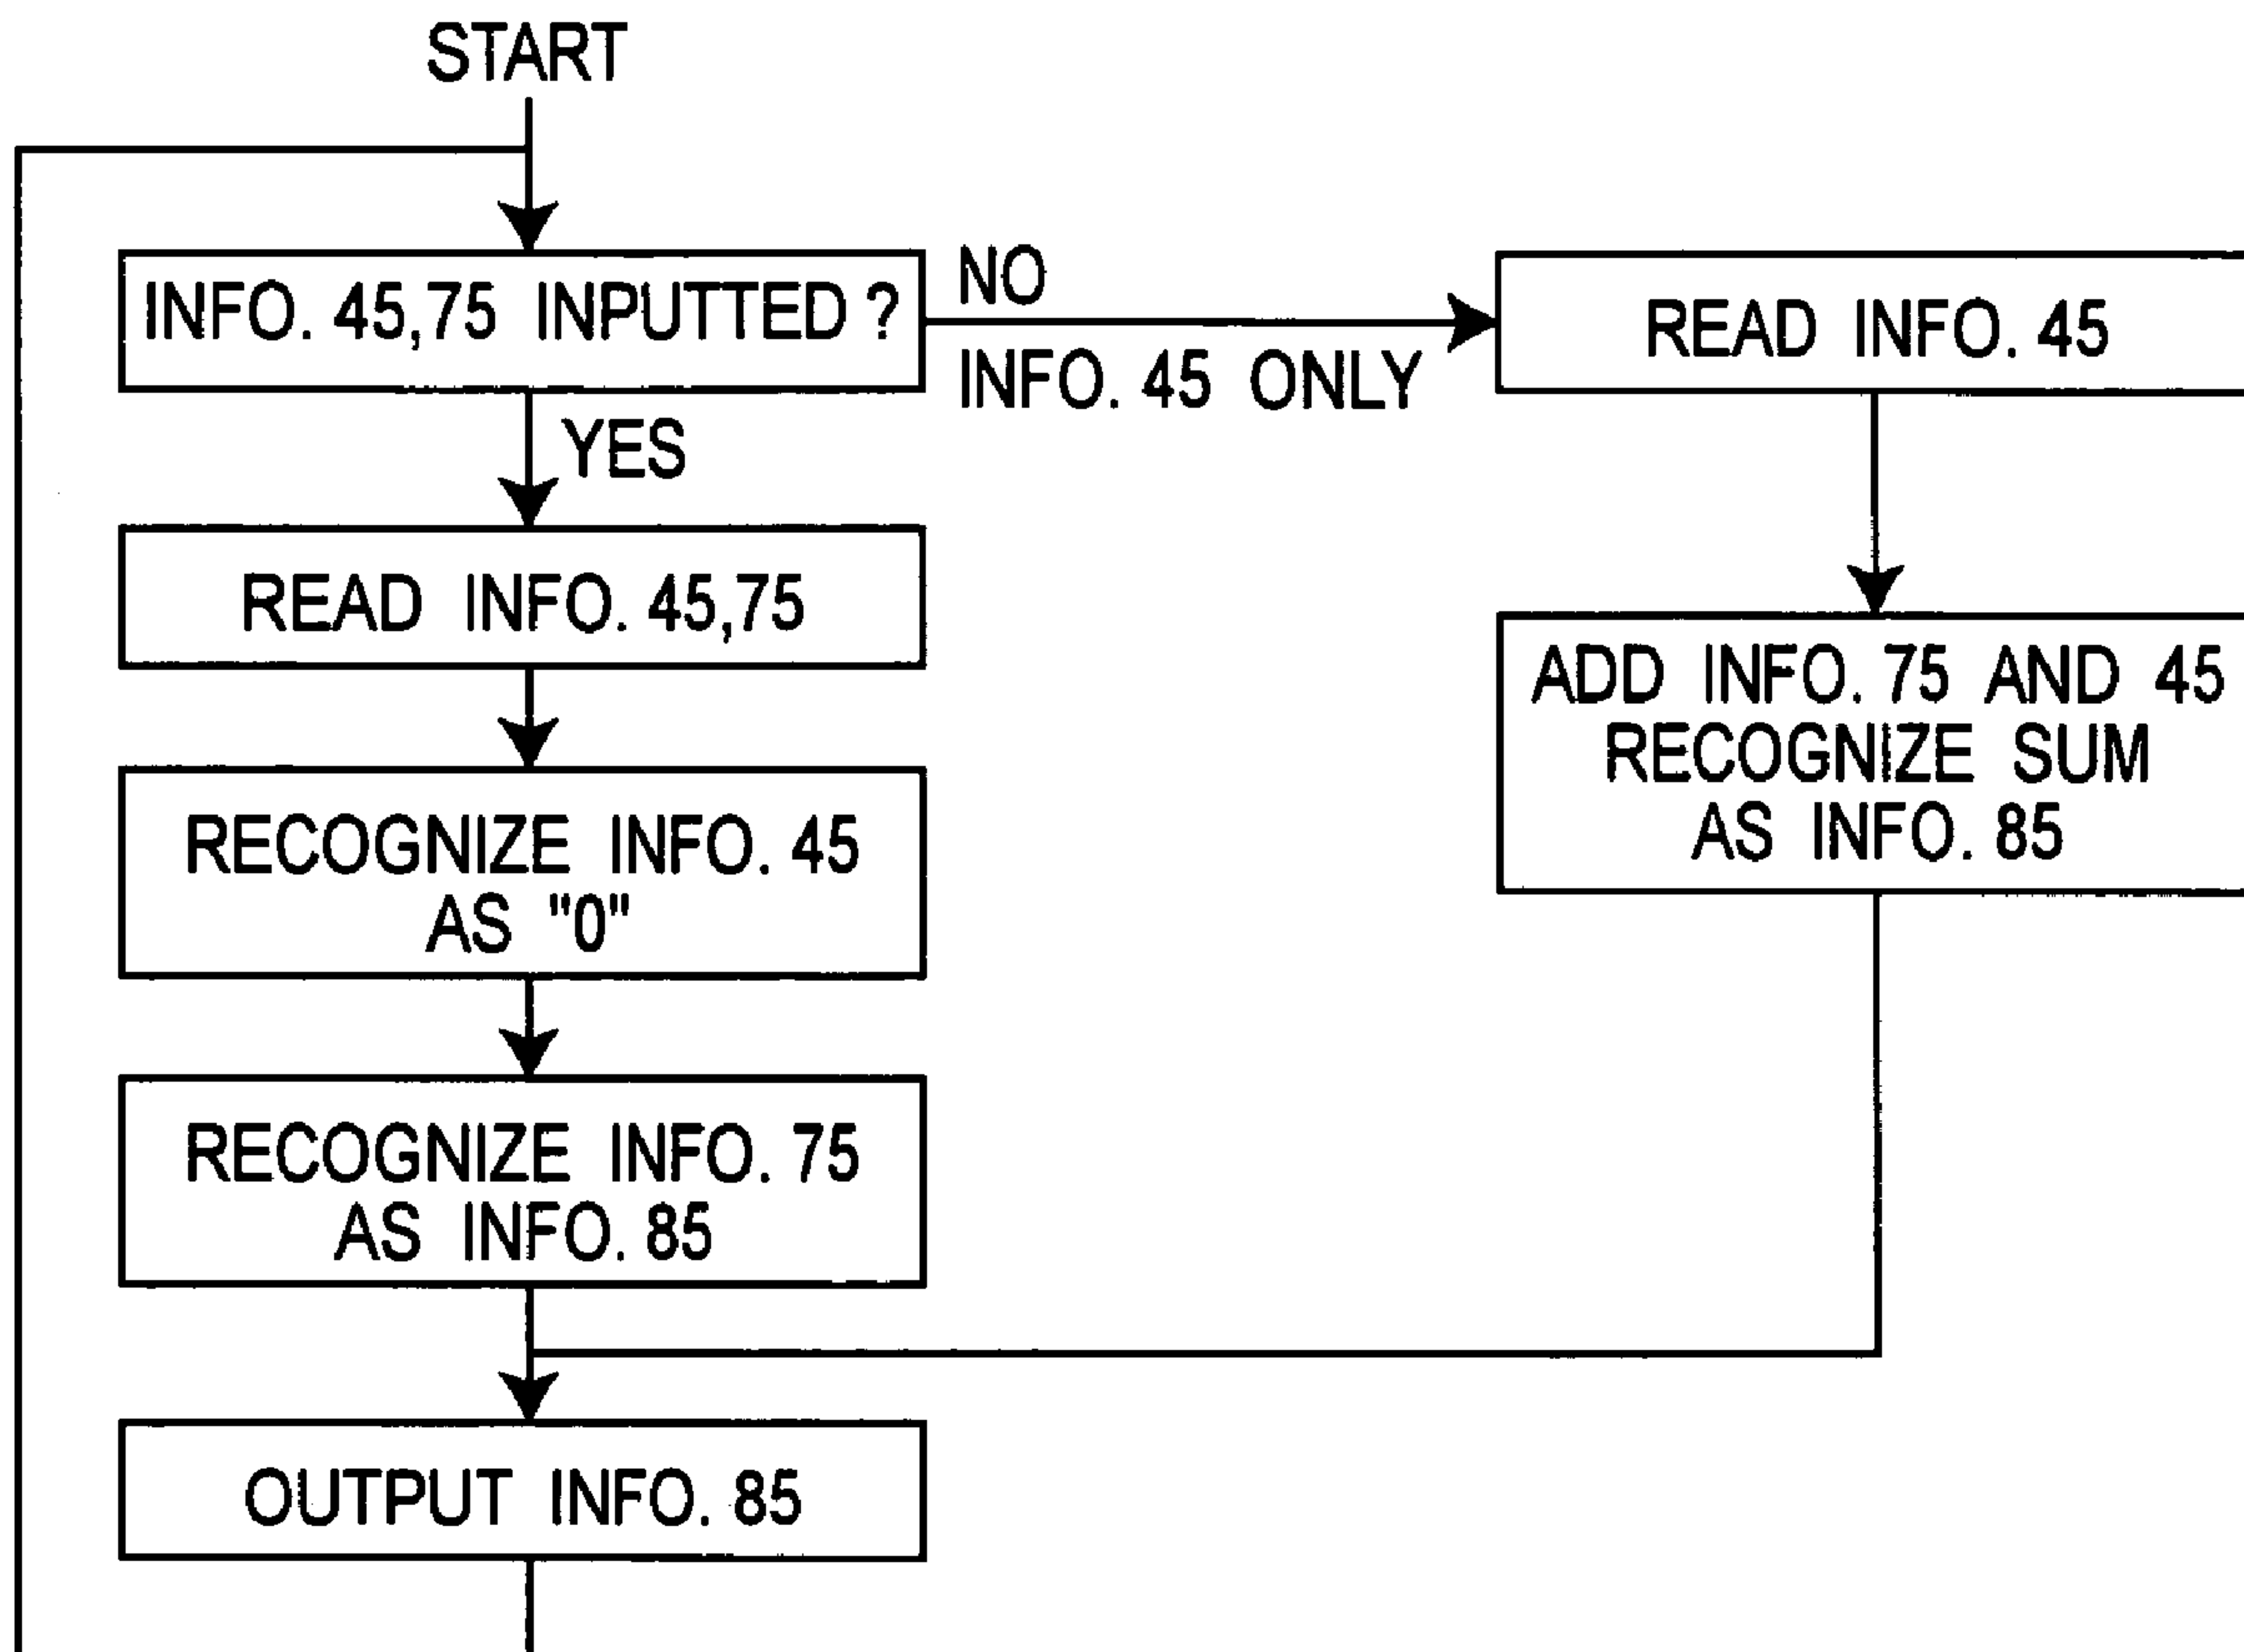 START
INFO. 45,75 INPUTTED ?
NO
INFO. 45 ONLY
READ INFO. 45
YES
READ INFO. 45,75
ADD INFO. 75 AND 45
RECOGNIZE SUM
AS INFO. 85
RECOGNIZE INFO. 45
AS "0"
RECOGNIZE INFO. 75
AS INFO. 85
OUTPUT INFO. 85